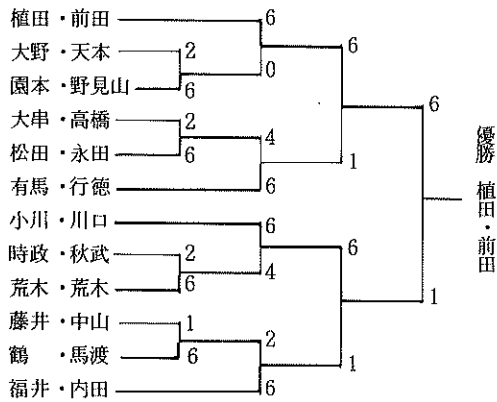 植田・前田 6
大野・天本 2
0 6
園本・野見山 6
大串・高橋 2
4 6
松田・永田 6
1
有馬・行徳 6
小川・川口 6
6
時政・秋武 2
4
荒木・荒木 6
1
藤井・中山 1
2
鶴・馬渡 6
1
福井・内田 6
優勝 植田・前田